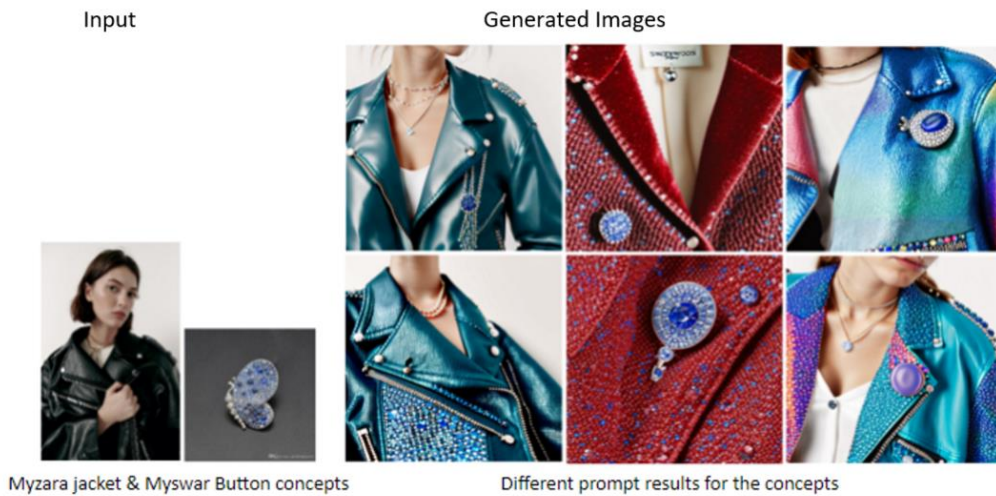 Input
Generated Images
Myzara jacket & Myswar Button concepts
Different prompt results for the concepts